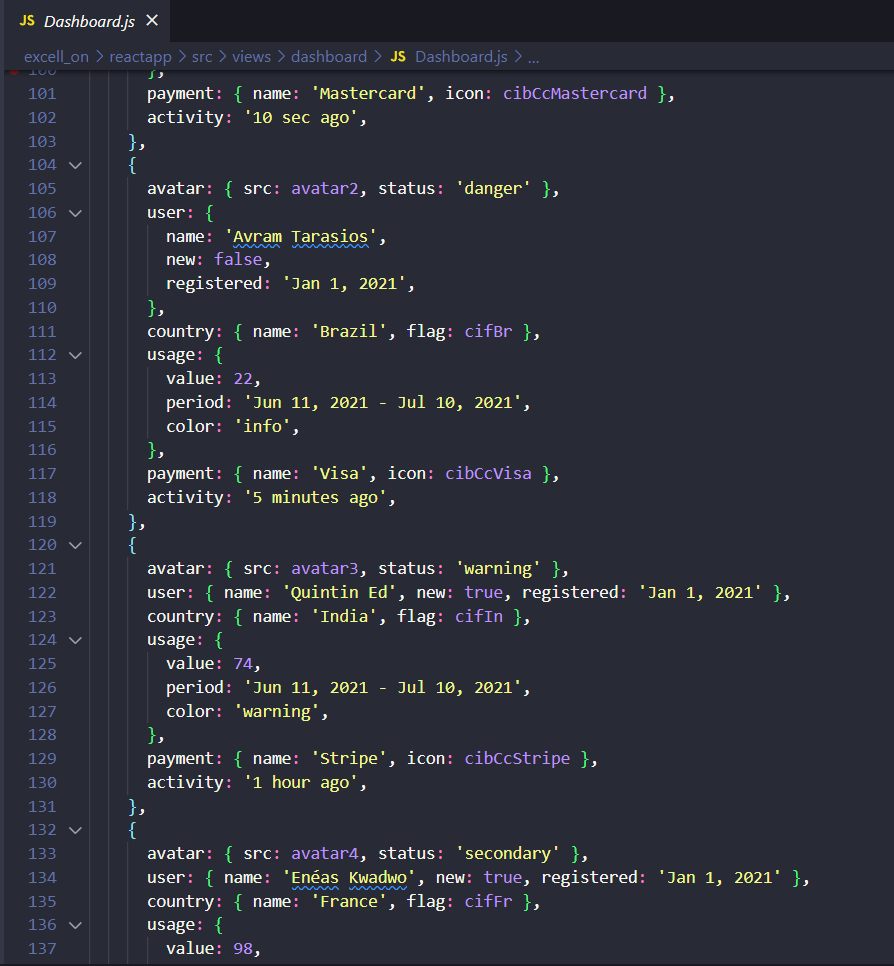 JS Dashboard.js ×
excell_on > reactapp > src > views > dashboard > JS Dashboard.js > ...
100 },
101 payment: { name: 'Mastercard', icon: cibCcMastercard },
102 activity: '10 sec ago',
103 },
104 {
105 avatar: { src: avatar2, status: 'danger' },
106 user: {
107 name: 'Avram Tarasios',
108 new: false,
109 registered: 'Jan 1, 2021',
110 },
111 country: { name: 'Brazil', flag: cifBr },
112 usage: {
113 value: 22,
114 period: 'Jun 11, 2021 - Jul 10, 2021',
115 color: 'info',
116 },
117 payment: { name: 'Visa', icon: cibCcVisa },
118 activity: '5 minutes ago',
119 },
120 {
121 avatar: { src: avatar3, status: 'warning' },
122 user: { name: 'Quintin Ed', new: true, registered: 'Jan 1, 2021' },
123 country: { name: 'India', flag: cifIn },
124 usage: {
125 value: 74,
126 period: 'Jun 11, 2021 - Jul 10, 2021',
127 color: 'warning',
128 },
129 payment: { name: 'Stripe', icon: cibCcStripe },
130 activity: '1 hour ago',
131 },
132 {
133 avatar: { src: avatar4, status: 'secondary' },
134 user: { name: 'Enéas Kwadwo', new: true, registered: 'Jan 1, 2021' },
135 country: { name: 'France', flag: cifFr },
136 usage: {
137 value: 98,